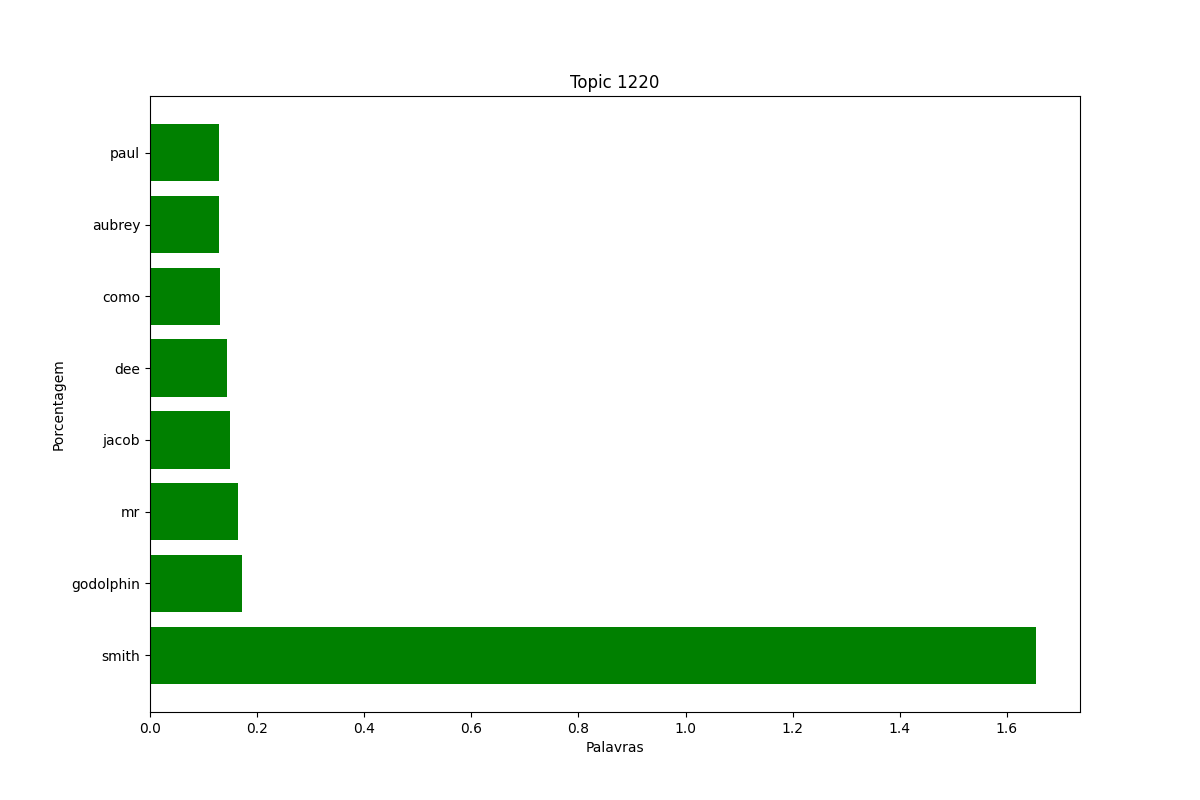 Topic 1220
paul
aubrey
como
dee
jacob
mr
godolphin
smith
Porcentagem
0.0 0.2 0.4 0.6 0.8 1.0 1.2 1.4 1.6
Palavras